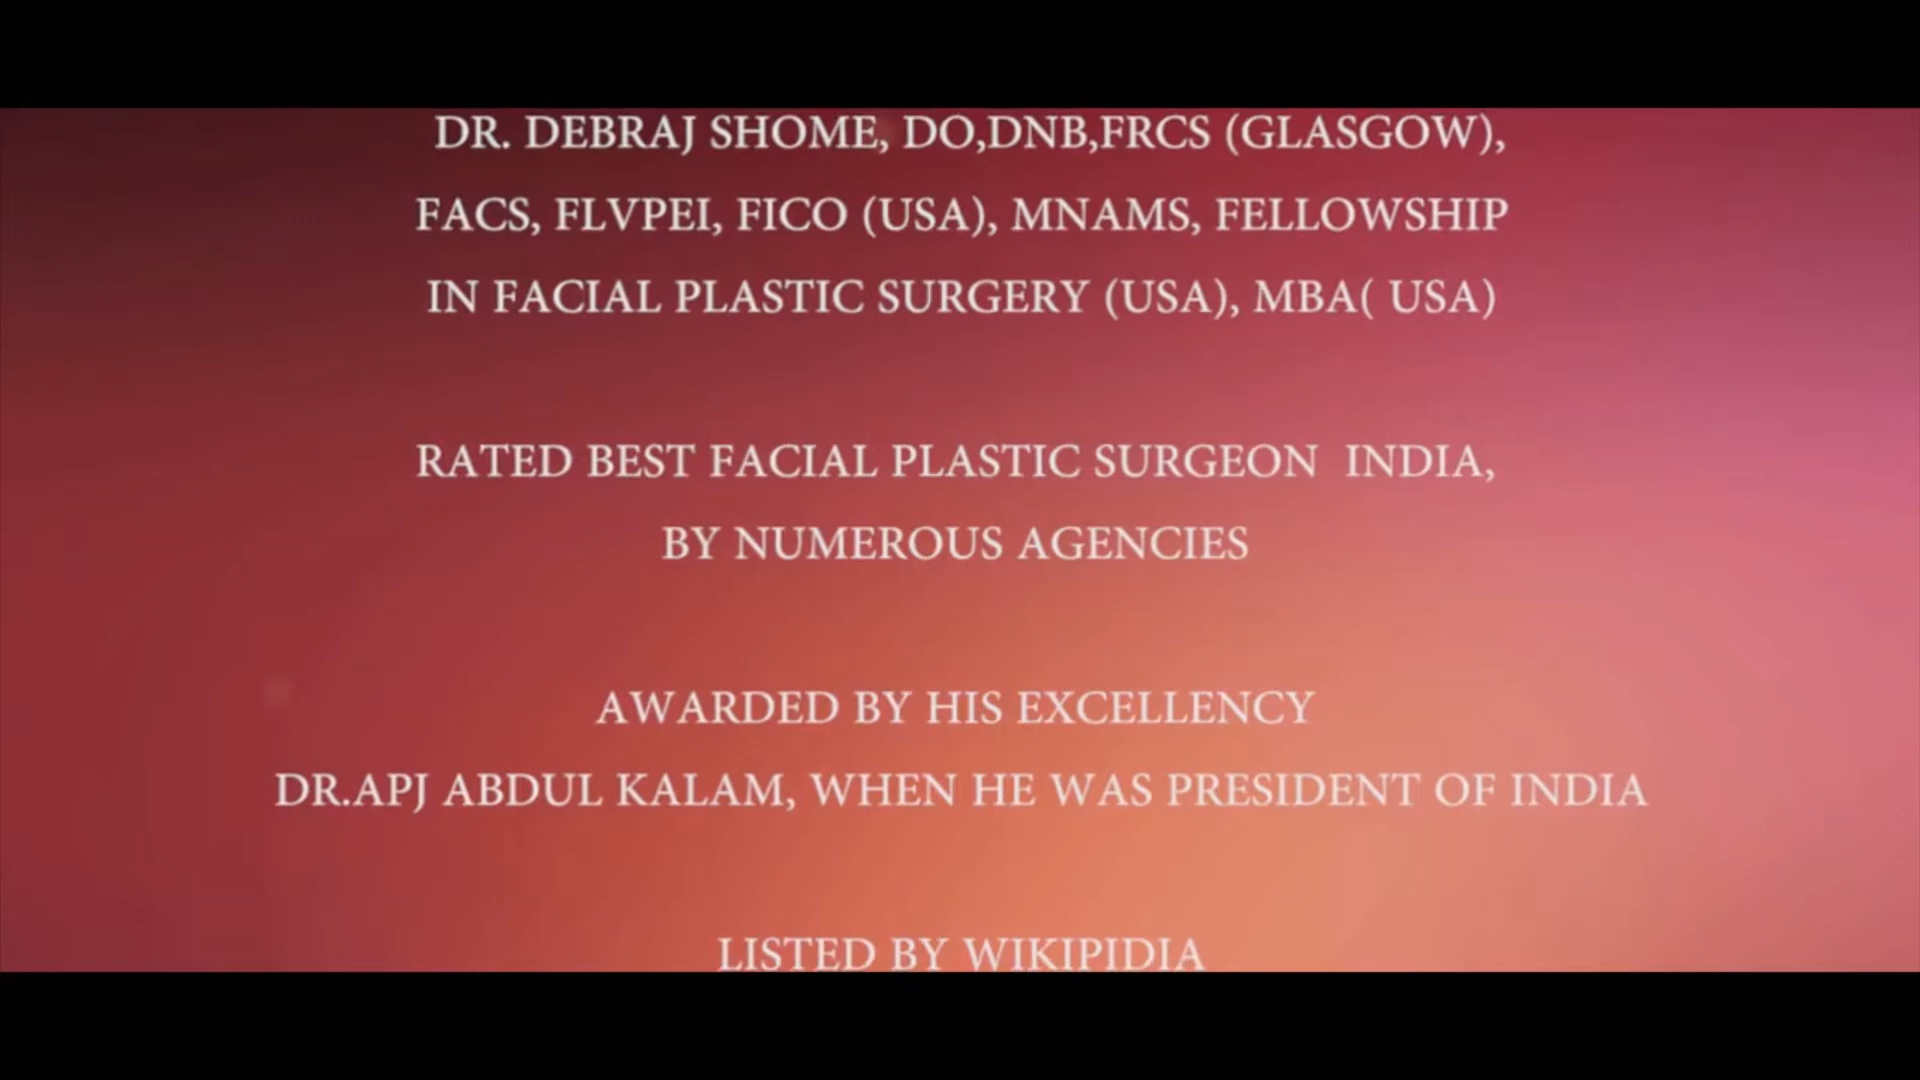 DR. DEBRAJ SHOME, DO,DNB,FRCS (GLASGOW),
FACS, FLVPEI, FICO (USA), MNAMS, FELLOWSHIP
IN FACIAL PLASTIC SURGERY (USA), MBA( USA)
RATED BEST FACIAL PLASTIC SURGEON  INDIA,
BY NUMEROUS AGENCIES
AWARDED BY HIS EXCELLENCY
DR.APJ ABDUL KALAM, WHEN HE WAS PRESIDENT OF INDIA
LISTED BY WIKIPIDIA